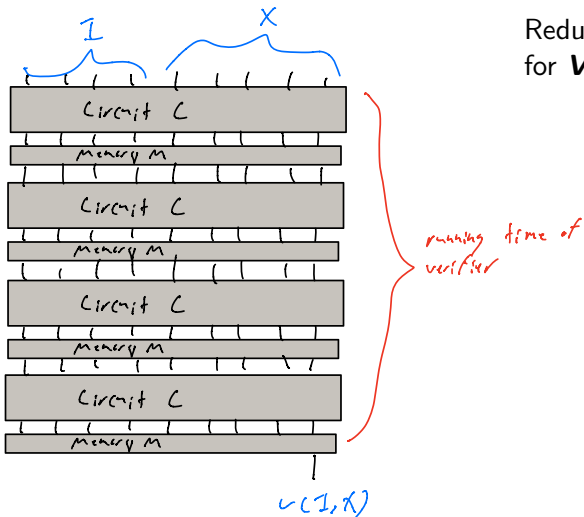 I
X
Redu
for V
Circuit C
Memory M
Circuit C
Memory M
running time of
verifier
Circuit C
Memory M
Circuit C
Memory M
v(I,X)